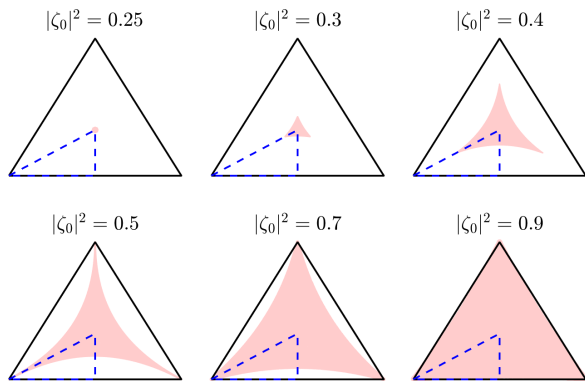 |ζ₀|² = 0.25
|ζ₀|² = 0.3
|ζ₀|² = 0.4
|ζ₀|² = 0.5
|ζ₀|² = 0.7
|ζ₀|² = 0.9